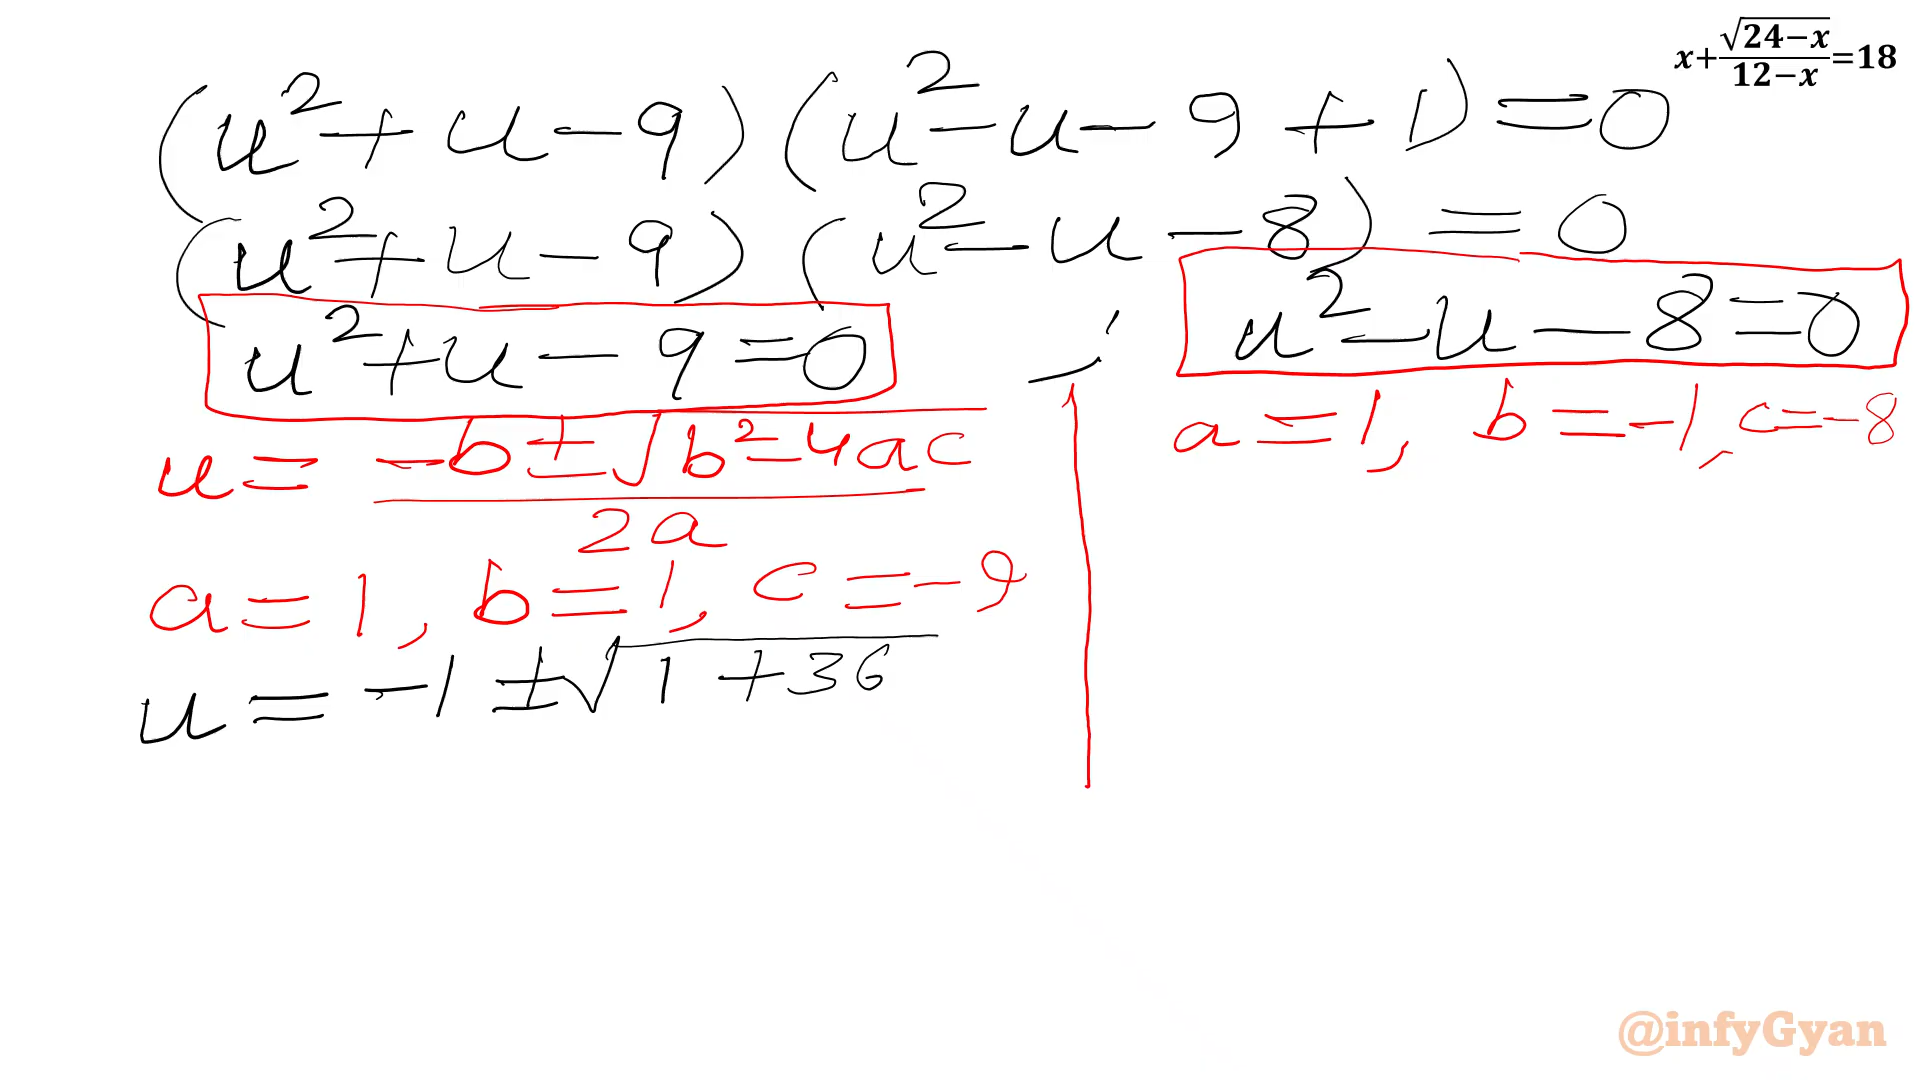 x+√(24−x)/(12−x)=18
(u²+u−9)(u²−u−9+1)=0
(u²+u−9)(u²−u−8)=0
u²+u−9=0 ; u²−u−8=0
u=(−b±√(b²−4ac))/2a
a=1, b=−1, c=−8
a=1, b=1, c=−9
u=−1±√(1+36)
@infyGyan